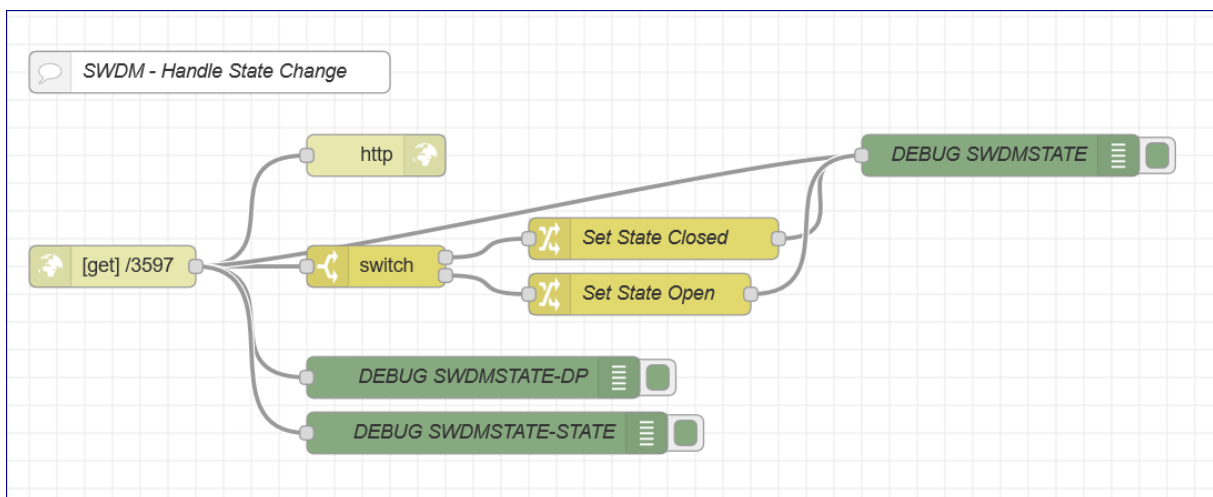 SWDM - Handle State Change
http
DEBUG SWDMSTATE
Set State Closed
[get] /3597
switch
Set State Open
DEBUG SWDMSTATE-DP
DEBUG SWDMSTATE-STATE